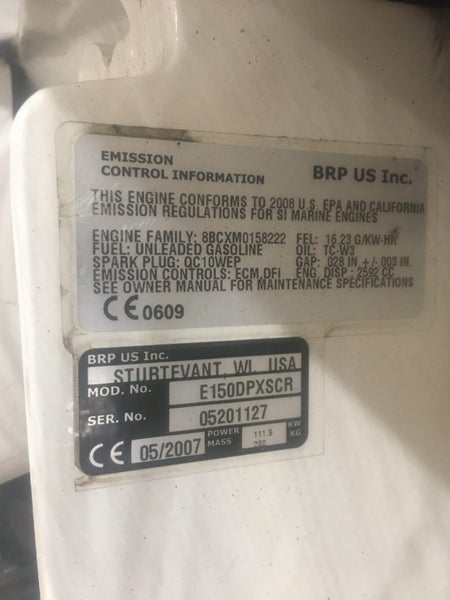 EMISSION
CONTROL INFORMATION BRP US Inc.
THIS ENGINE CONFORMS TO 2008 U.S. EPA AND CALIFORNIA
EMISSION REGULATIONS FOR SI MARINE ENGINES
ENGINE FAMILY: 8BCXM0158222 FEL: 16.23 G/KW-HR
FUEL: UNLEADED GASOLINE OIL: TC-W3
SPARK PLUG: QC10WEP GAP: .028 IN +/-.003 IN
EMISSION CONTROLS: ECM,DFI ENG. DISP.: 2592 CC
SEE OWNER MANUAL FOR MAINTENANCE SPECIFICATIONS
CE 0609
BRP US Inc.
STURTEVANT, WI, USA
MOD. No. E150DPXSCR
SER. No. 05201127
CE 05/2007 POWER 111.9 KW
MASS KG